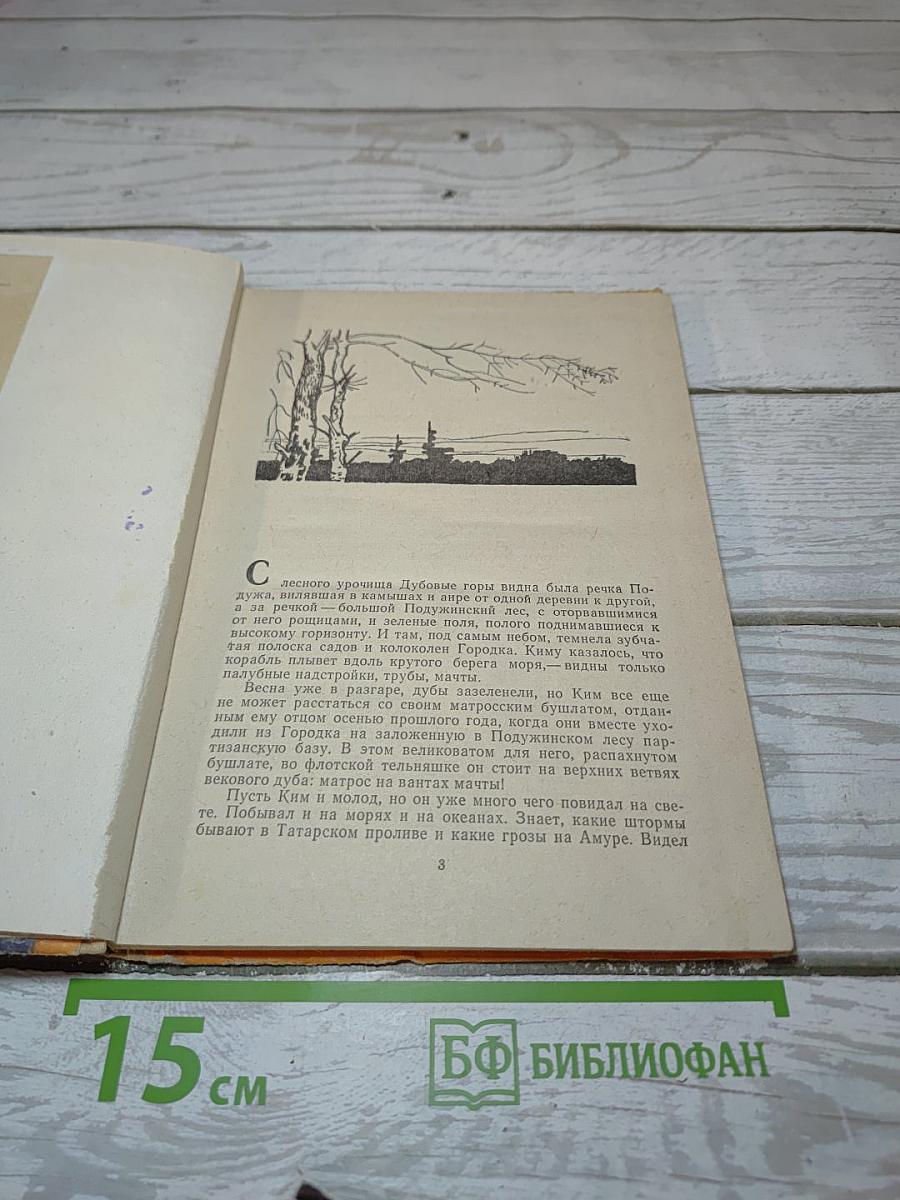 С лесного урочища Дубовые горы видна была речка По-
дужа, вилявшая в камышах и аире от одной деревни к другой,
а за речкой — большой Подужинский лес, с оторвавшимися
от него рощицами, и зеленые поля, полого поднимавшиеся к
высокому горизонту. И там, под самым небом, темнела зубча-
тая полоска садов и колоколен Городка. Киму казалось, что
корабль плывет вдоль крутого берега моря,— видны только
палубные надстройки, трубы, мачты.
Весна уже в разгаре, дубы зазеленели, но Ким все еще
не может расстаться со своим матросским бушлатом, отдан-
ным ему отцом осенью прошлого года, когда они вместе ухо-
дили из Городка на заложенную в Подужинском лесу пар-
тизанскую базу. В этом великоватом для него, распахнутом
бушлате, во флотской тельняшке он стоит на верхних ветвях
векового дуба: матрос на вантах мачты!
Пусть Ким и молод, но он уже много чего повидал на све-
те. Побывал и на морях и на океанах. Знает, какие штормы
бывают в Татарском проливе и какие грозы на Амуре. Видел
3
15 см
БФ БИБЛИОФАН